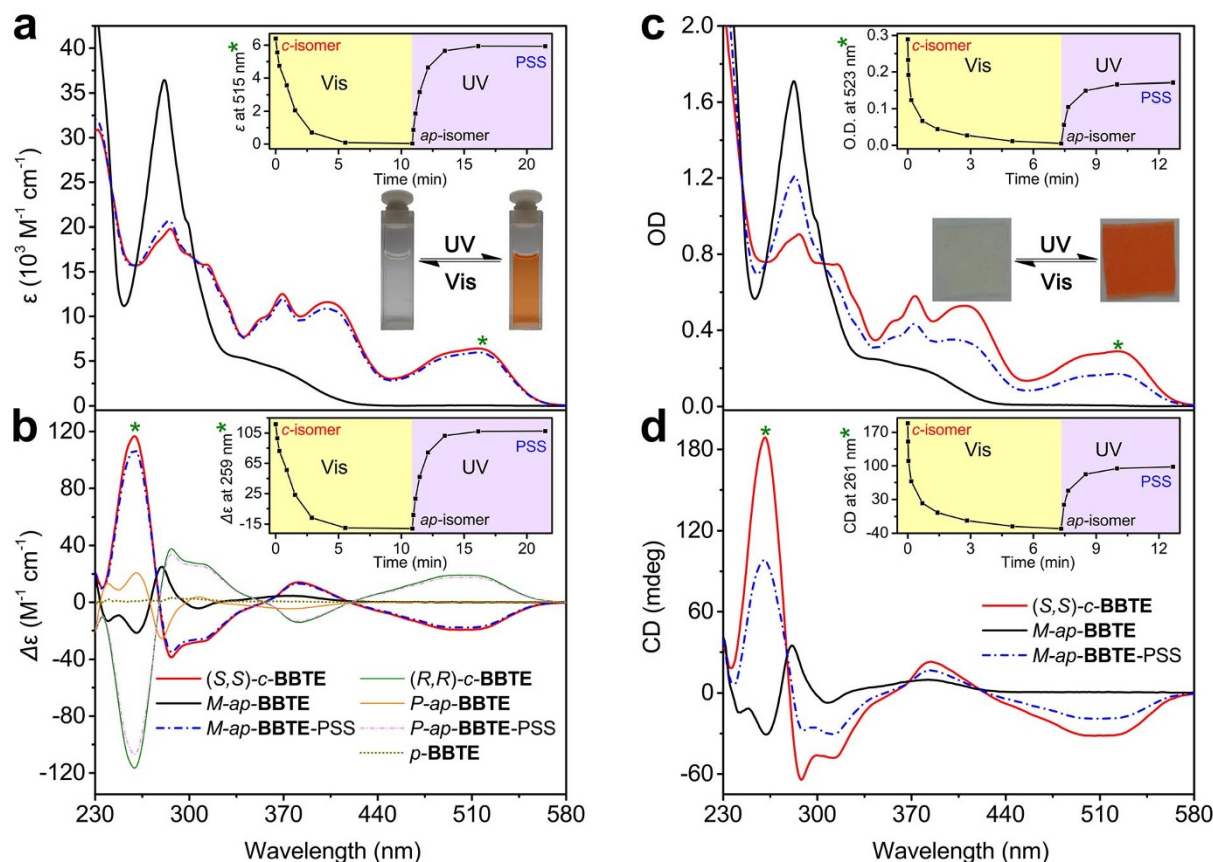 a
ε (10³ M⁻¹ cm⁻¹)
40
35
30
25
20
15
10
5
0
*
ε at 515 nm
6
4
2
0
c-isomer
Vis
UV
PSS
ap-isomer
0 5 10 15 20
Time (min)
UV
Vis
*
b
Δε (M⁻¹ cm⁻¹)
120
80
40
0
-40
-80
-120
*
*
Δε at 259 nm
105
65
25
-15
c-isomer
Vis
UV
PSS
ap-isomer
0 5 10 15 20
Time (min)
(S,S)-c-BBTE
M-ap-BBTE
M-ap-BBTE-PSS
(R,R)-c-BBTE
P-ap-BBTE
P-ap-BBTE-PSS
p-BBTE
230 300 370 440 510 580
Wavelength (nm)
c
OD
2.0
1.6
1.2
0.8
0.4
0.0
*
O.D. at 523 nm
0.3
0.2
0.1
0.0
c-isomer
Vis
UV
PSS
ap-isomer
0 3 6 9 12
Time (min)
UV
Vis
*
d
CD (mdeg)
180
120
60
0
-60
*
*
CD at 261 nm
170
100
30
-40
c-isomer
Vis
UV
PSS
ap-isomer
0 3 6 9 12
Time (min)
(S,S)-c-BBTE
M-ap-BBTE
M-ap-BBTE-PSS
230 300 370 440 510 580
Wavelength (nm)